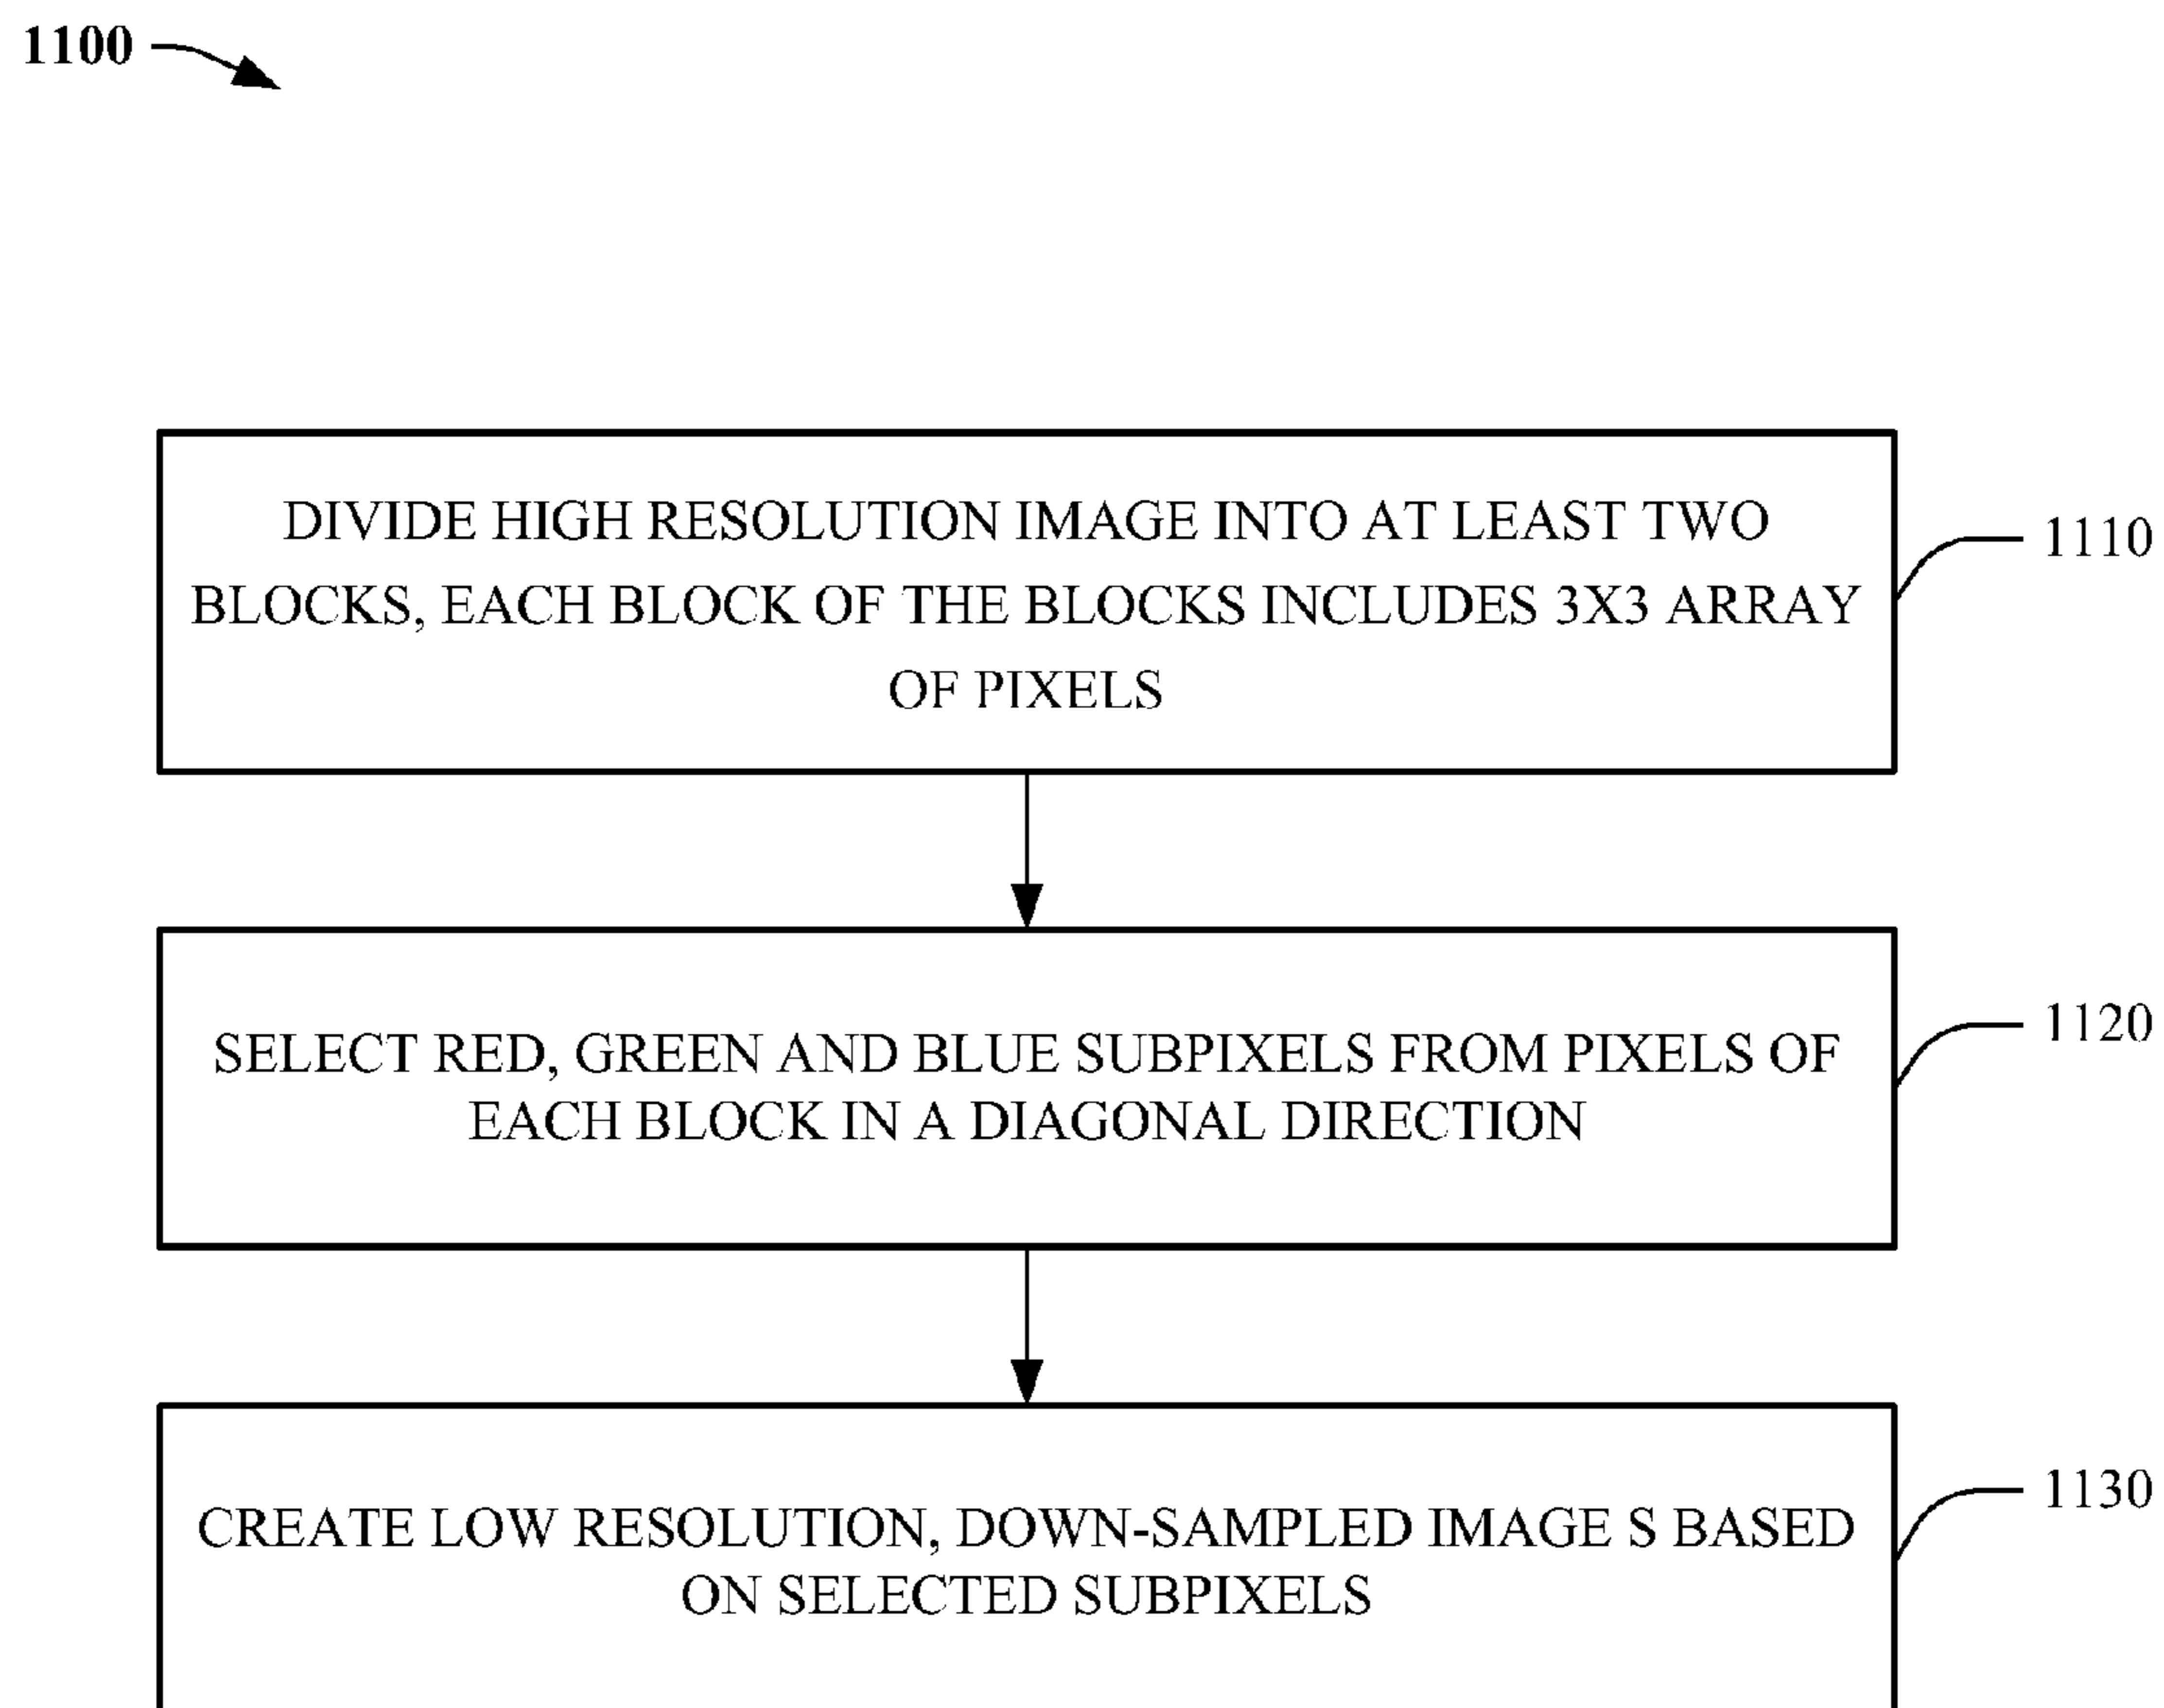 1100
DIVIDE HIGH RESOLUTION IMAGE INTO AT LEAST TWO
BLOCKS, EACH BLOCK OF THE BLOCKS INCLUDES 3X3 ARRAY
OF PIXELS
1110
SELECT RED, GREEN AND BLUE SUBPIXELS FROM PIXELS OF
EACH BLOCK IN A DIAGONAL DIRECTION
1120
CREATE LOW RESOLUTION, DOWN-SAMPLED IMAGE S BASED
ON SELECTED SUBPIXELS
1130